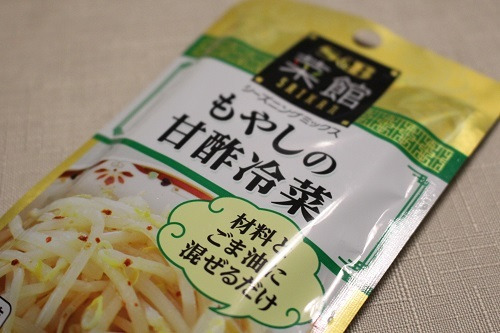 菜館
SAIKAN
シーズニングミックス
もやしの
甘酢冷菜
材料と
ごま油に
混ぜるだけ